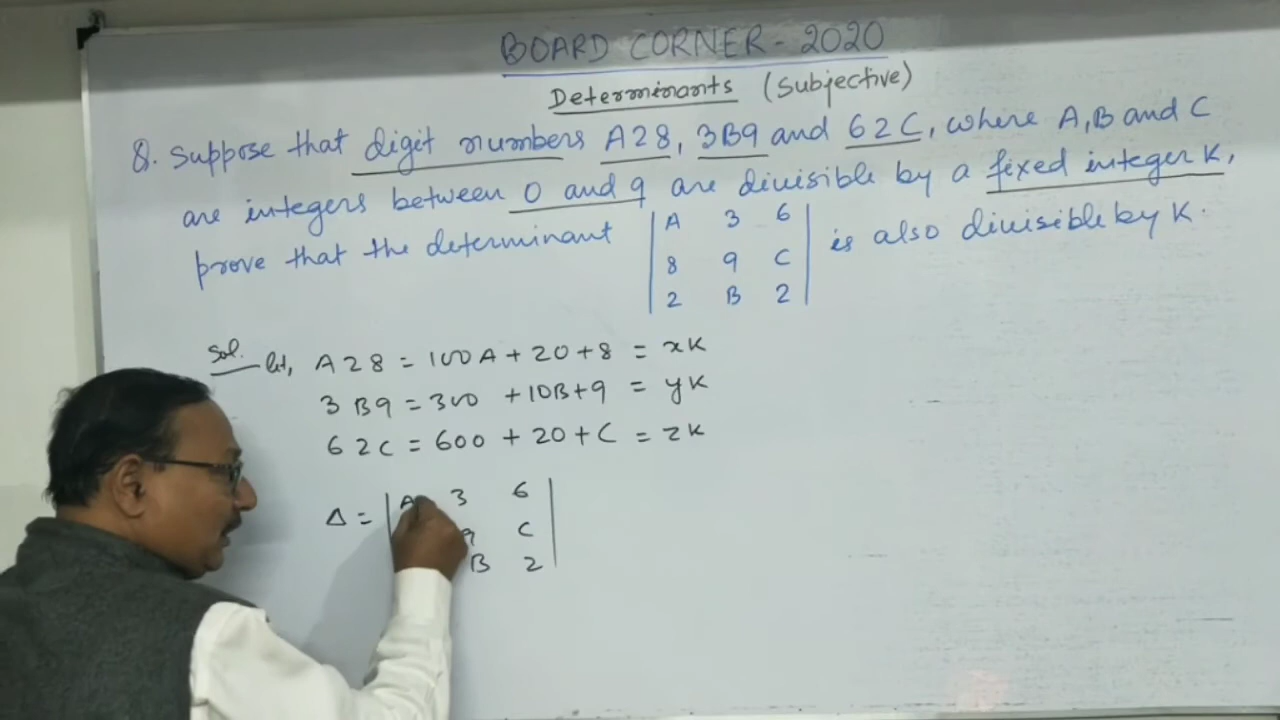 BOARD CORNER - 2020
Determinants (Subjective)
Q. Suppose that digit numbers A28, 3B9 and 62C, where A,B and C
are integers between 0 and 9 are divisible by a fixed integer K,
prove that the determinant | A 3 6 | is also divisible by K.
| 8 9 C |
| 2 B 2 |
Sol. let, A28 = 100A + 20 + 8 = xK
3B9 = 300 + 10B + 9 = yK
62C = 600 + 20 + C = zK
Δ = | A 3 6 |
9 C
B 2 |